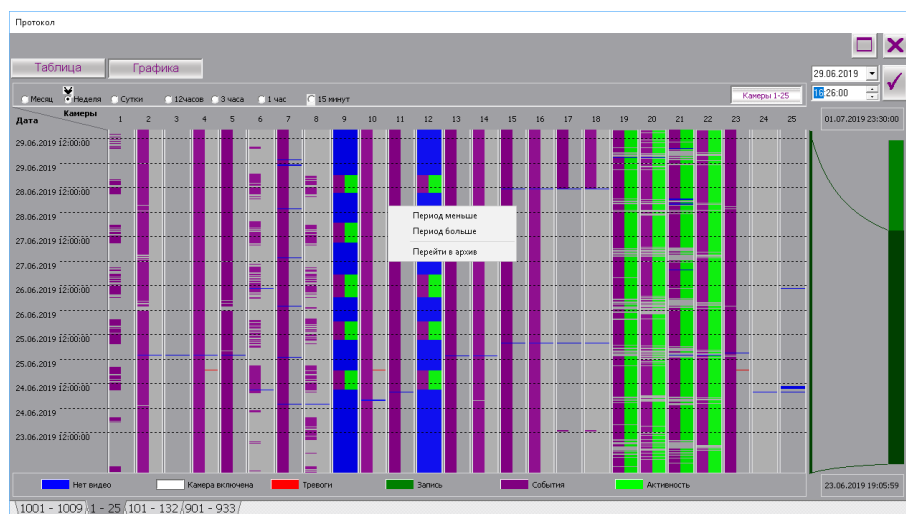 Протокол
Таблица Графика
29.06.2019
Месяц Неделя Сутки 12часов 3 часа 1 час 15 минут Камеры 1-25 16:26:00
Дата Камеры 1 2 3 4 5 6 7 8 9 10 11 12 13 14 15 16 17 18 19 20 21 22 23 24 25 01.07.2019 23:30:00
29.06.2019 12:00:00
29.06.2019
28.06.2019 12:00:00
28.06.2019
27.06.2019 12:00:00
27.06.2019
26.06.2019 12:00:00
26.06.2019
25.06.2019 12:00:00
25.06.2019
24.06.2019 12:00:00
24.06.2019
23.06.2019 12:00:00
Период меньше
Период больше
Перейти в архив
Нет видео Камера включена Тревоги Запись События Активность 23.06.2019 19:05:59
1001 - 1009 1 - 25 101 - 132 901 - 933